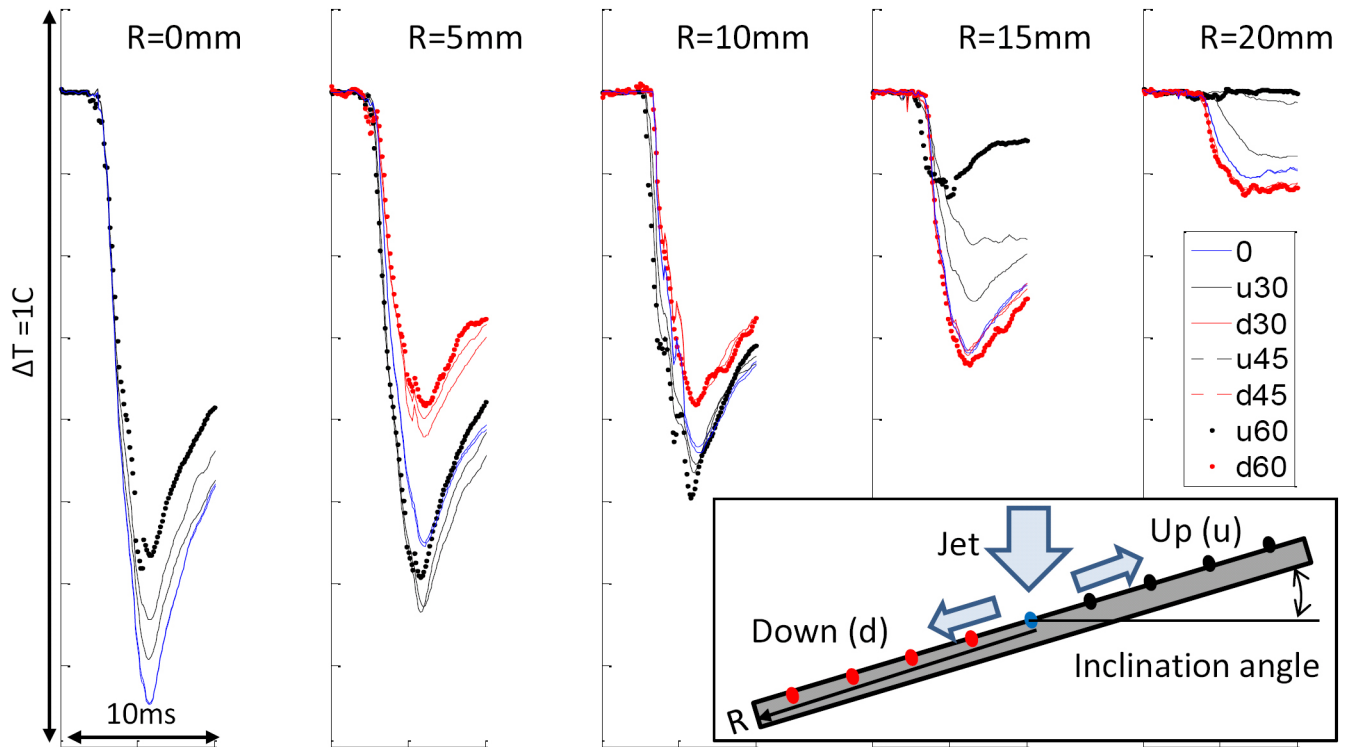 R=0mm
R=5mm
R=10mm
R=15mm
R=20mm
ΔT =1C
10ms
0
u30
d30
u45
d45
u60
d60
Jet
Up (u)
Down (d)
Inclination angle
R